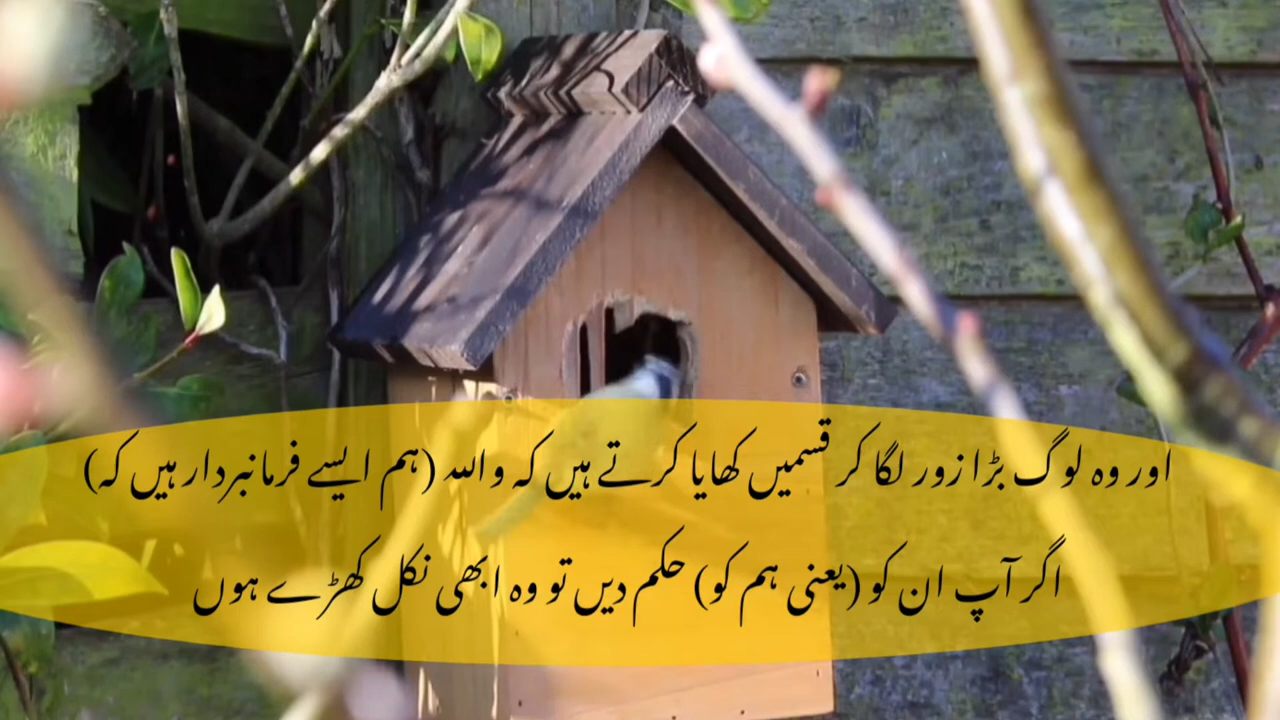 اور وہ لوگ بڑا زور لگا کر قسمیں کھایا کرتے ہیں کہ واللہ (ہم ایسے فرمانبردار ہیں کہ)
اگر آپ ان کو (یعنی ہم کو) حکم دیں تو وہ ابھی نکل کھڑے ہوں